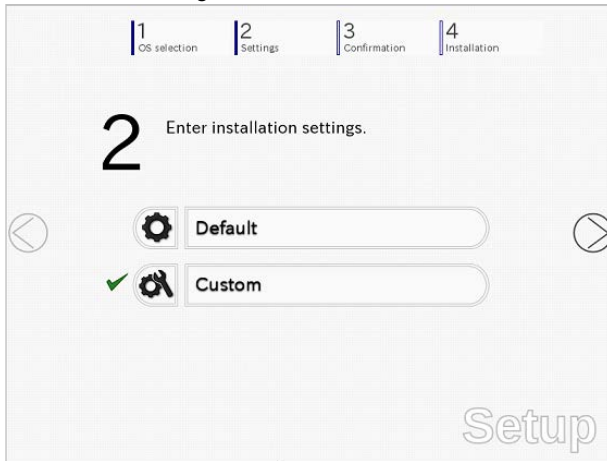 1
OS selection
2
Settings
3
Confirmation
4
Installation
2
Enter installation settings.
Default
Custom
Setup